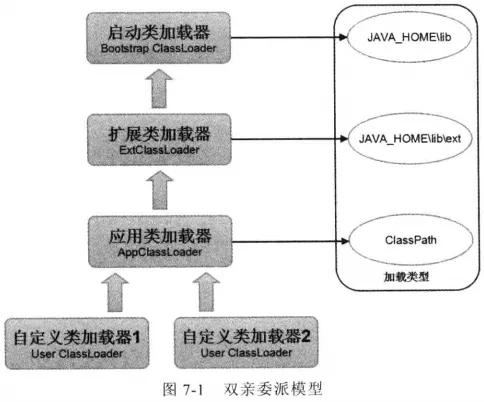 启动类加载器
Bootstrap ClassLoader
JAVA_HOME\lib
扩展类加载器
ExtClassLoader
JAVA_HOME\lib\ext
应用类加载器
AppClassLoader
ClassPath
加载类型
自定义类加载器1
User ClassLoader
自定义类加载器2
User ClassLoader
图 7-1 双亲委派模型